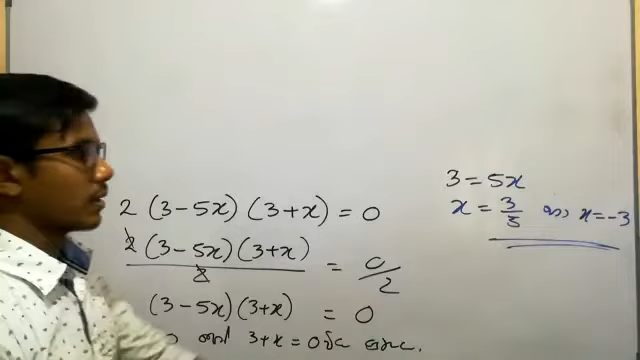 2 (3-5x) (3+x) = 0
2 (3-5x)(3+x) / 2 = 0/2
(3-5x)(3+x) = 0
3+x=0
3=5x
x = 3/5 x=-3